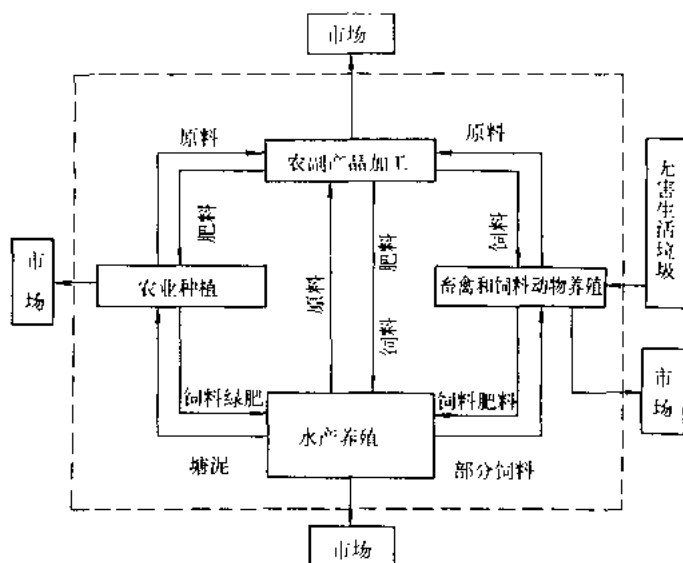 市场
原料
原料
农副产品加工
无害生活垃圾
肥料
肥料
饲料
市场
农业种植
畜禽和饲料动物养殖
原料
饲料
市场
饲料绿肥
饲料肥料
水产养殖
塘泥
部分饲料
市场